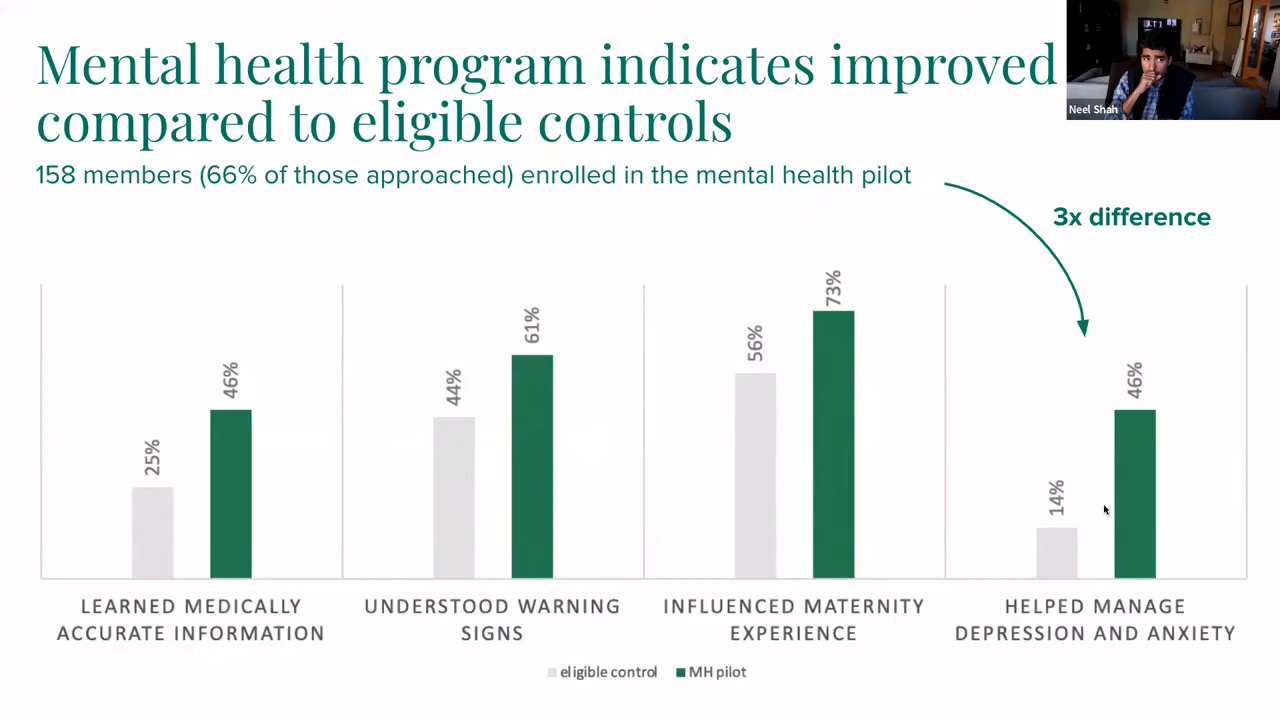 Mental health program indicates improved
compared to eligible controls
158 members (66% of those approached) enrolled in the mental health pilot
Neel Shah
3x difference
25%
46%
44%
61%
56%
73%
14%
46%
LEARNED MEDICALLY
ACCURATE INFORMATION
UNDERSTOOD WARNING
SIGNS
INFLUENCED MATERNITY
EXPERIENCE
HELPED MANAGE
DEPRESSION AND ANXIETY
eligible control
MH pilot